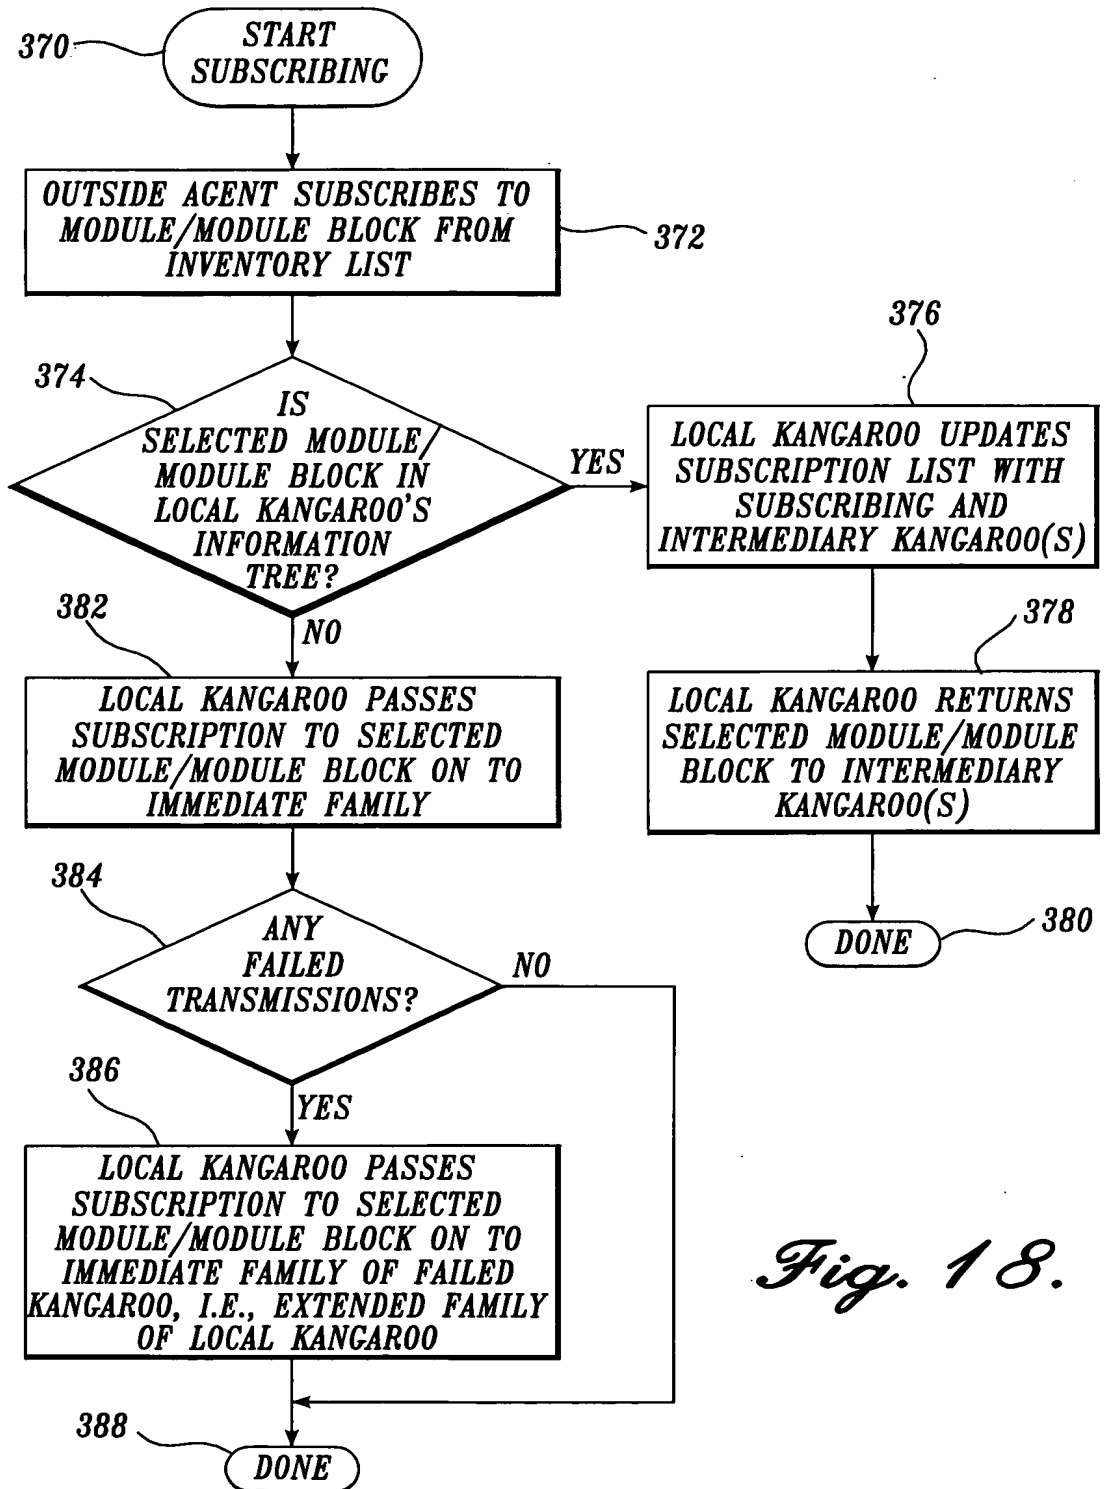 370
START
SUBSCRIBING
OUTSIDE AGENT SUBSCRIBES TO
MODULE/MODULE BLOCK FROM
INVENTORY LIST
372
374
IS
SELECTED MODULE/
MODULE BLOCK IN
LOCAL KANGAROO'S
INFORMATION
TREE?
YES
NO
376
LOCAL KANGAROO UPDATES
SUBSCRIPTION LIST WITH
SUBSCRIBING AND
INTERMEDIARY KANGAROO(S)
378
LOCAL KANGAROO RETURNS
SELECTED MODULE/MODULE
BLOCK TO INTERMEDIARY
KANGAROO(S)
DONE
380
382
LOCAL KANGAROO PASSES
SUBSCRIPTION TO SELECTED
MODULE/MODULE BLOCK ON TO
IMMEDIATE FAMILY
384
ANY
FAILED
TRANSMISSIONS?
NO
YES
386
LOCAL KANGAROO PASSES
SUBSCRIPTION TO SELECTED
MODULE/MODULE BLOCK ON TO
IMMEDIATE FAMILY OF FAILED
KANGAROO, I.E., EXTENDED FAMILY
OF LOCAL KANGAROO
388
DONE
Fig. 18.